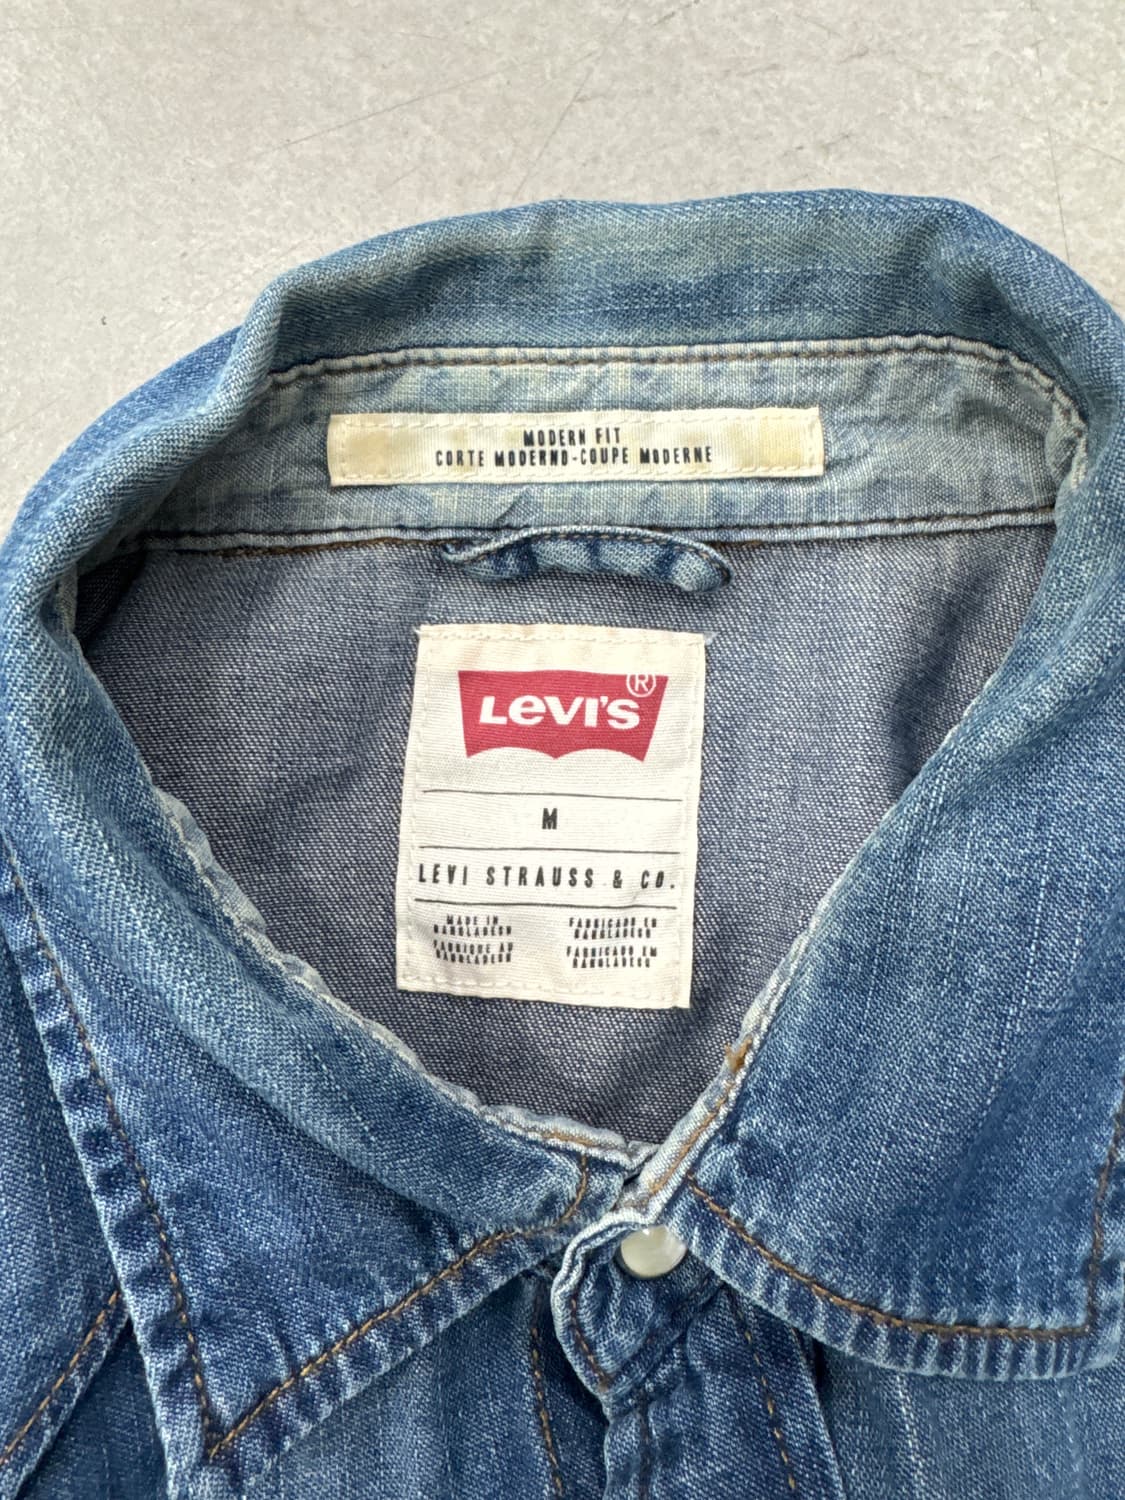 MODERN FIT
CORTE MODERNO-COUPE MODERNE
LEVI'S®
M
LEVI STRAUSS & CO.
MADE IN
BANGLADESH
FABRIQUE AU
BANGLADESH
FABRICADO EN
BANGLADESH
FABRICADO EM
BANGLADESH